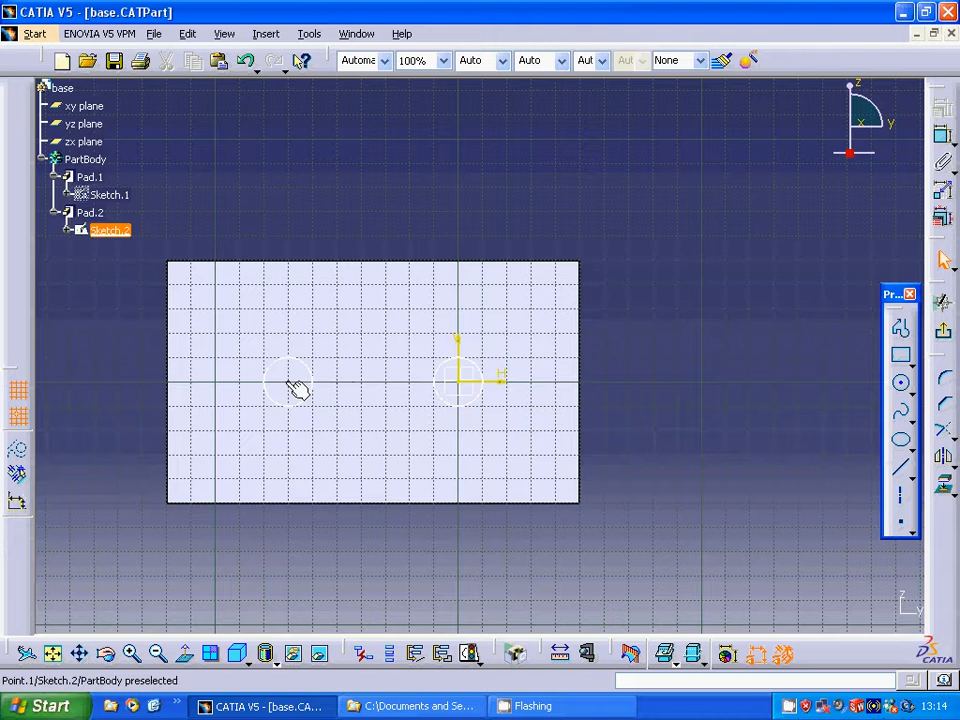 CATIA V5 - [base.CATPart]
Start ENOVIA V5 VPM File Edit View Insert Tools Window Help
Automa 100% Auto Auto Aut Aut None
base
xy plane
yz plane
zx plane
PartBody
Pad.1
Sketch.1
Pad.2
Sketch.2
z
x
y
H
Pr...
z
y
CATIA
Point.1/Sketch.2/PartBody preselected
Start CATIA V5 - [base.CA... C:\Documents and Se... Flashing 13:14